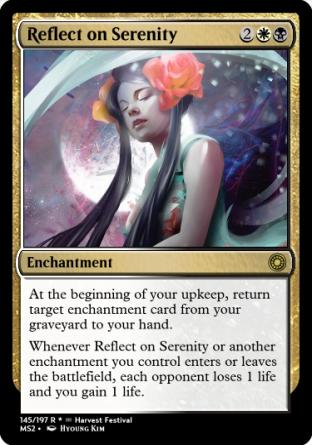 Reflect on Serenity 2
Enchantment
At the beginning of your upkeep, return
target enchantment card from your
graveyard to your hand.
Whenever Reflect on Serenity or another
enchantment you control enters or leaves
the battlefield, each opponent loses 1 life
and you gain 1 life.
145/197 R * = Harvest Festival
MS2 • Hyoung Kim